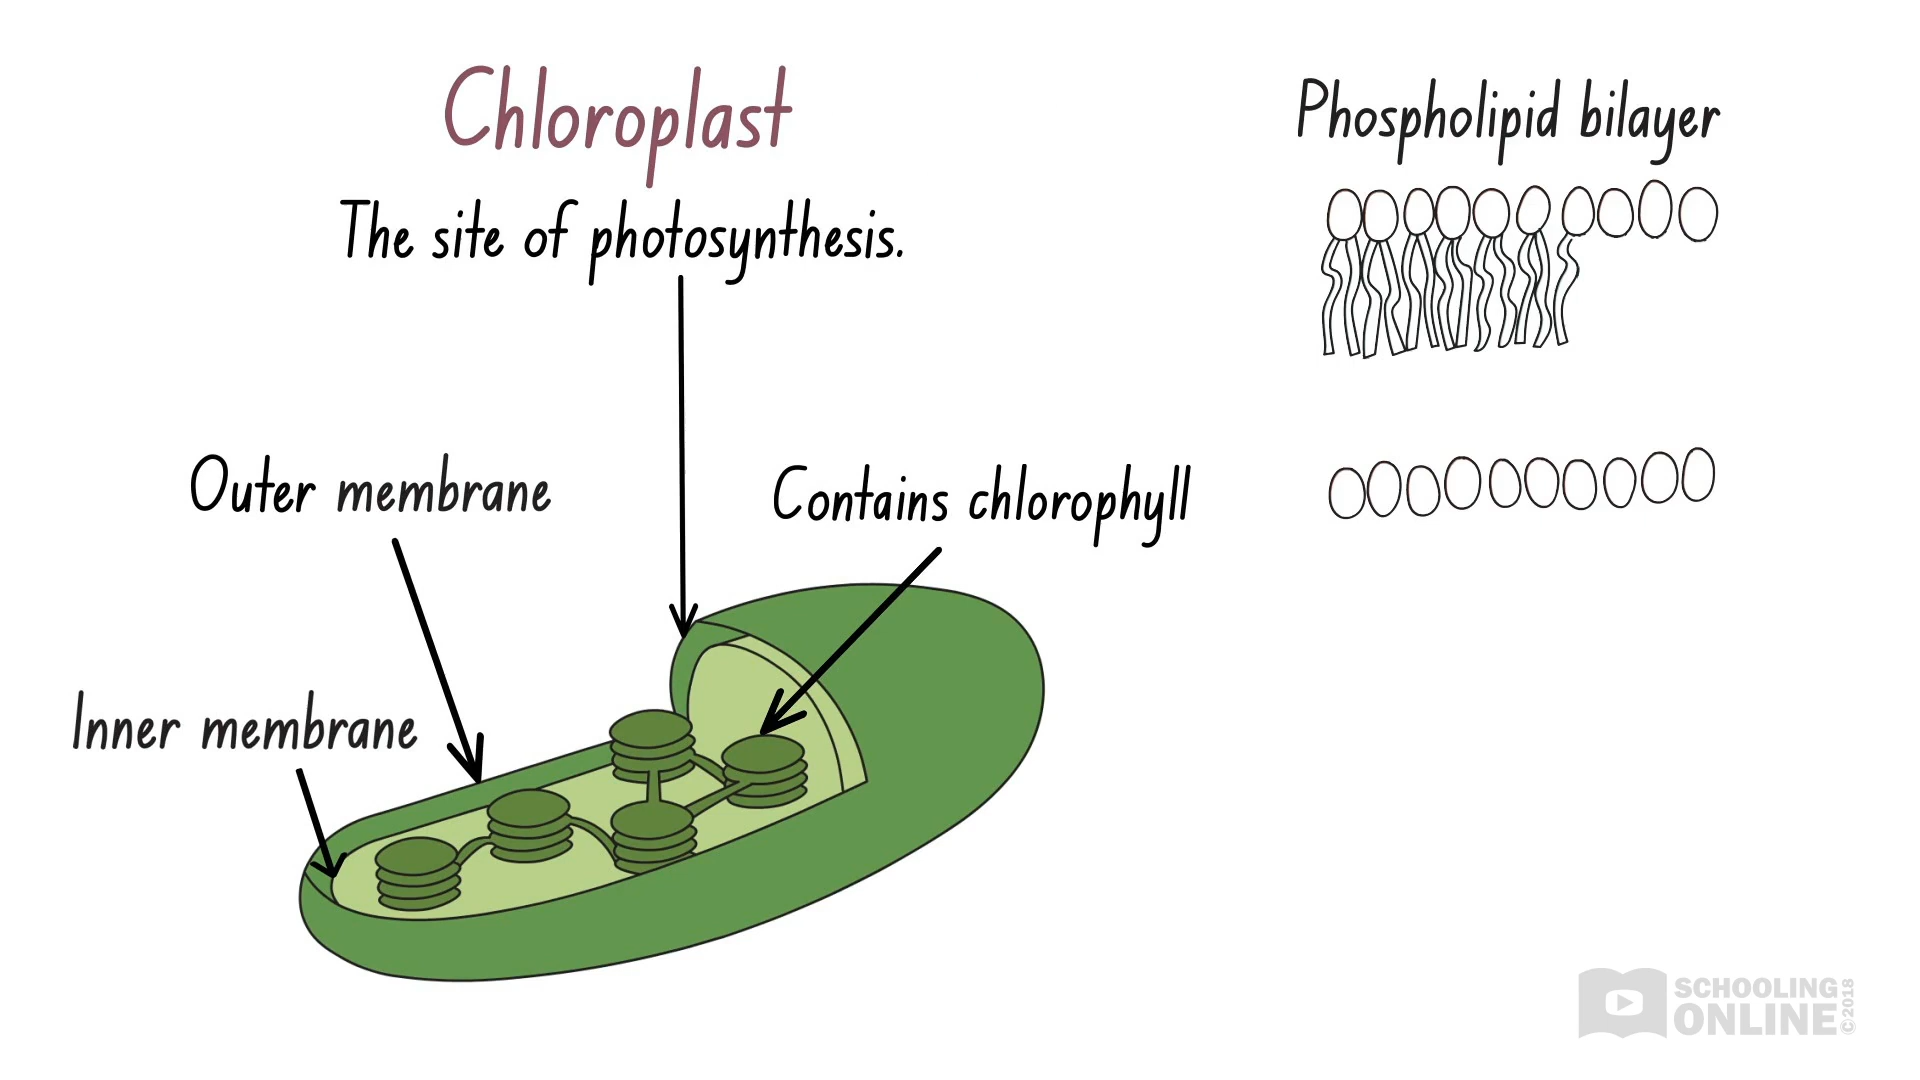 Chloroplast
The site of photosynthesis.
Phospholipid bilayer
Outer membrane
Contains chlorophyll
Inner membrane
SCHOOLING
ONLINE
©2018